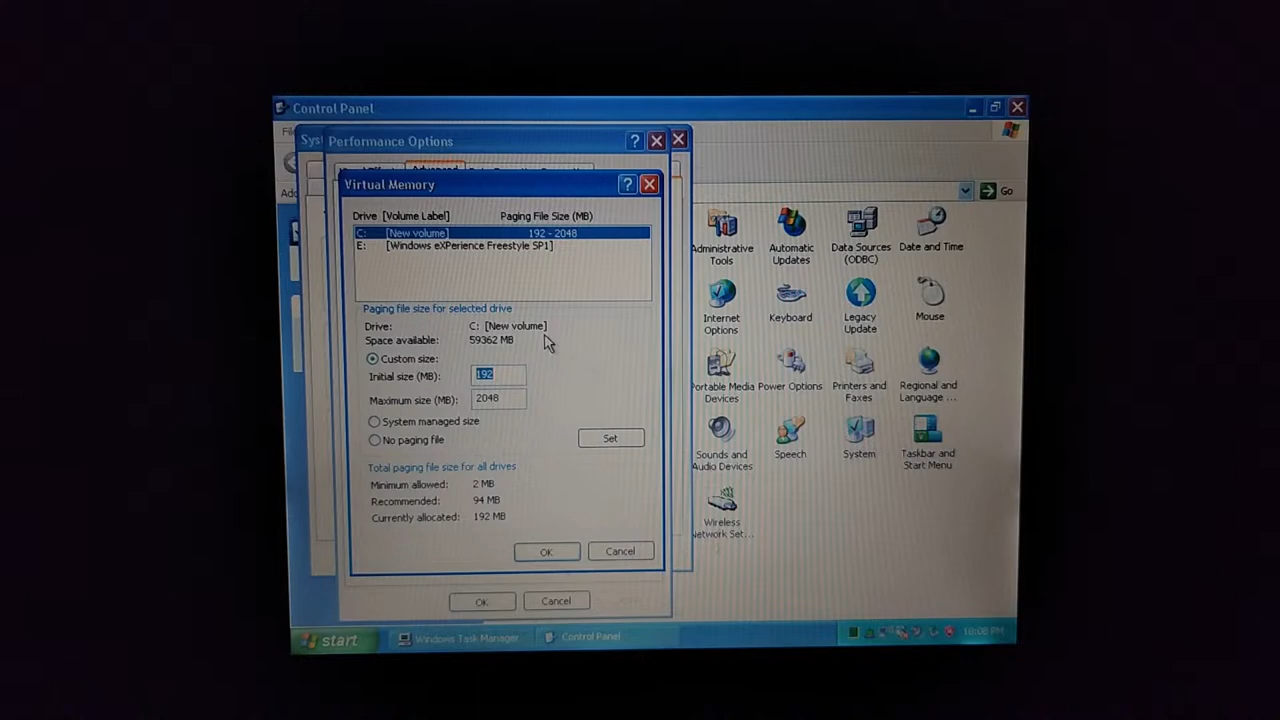 Control Panel
Performance Options
Virtual Memory
Go
Drive [Volume Label] Paging File Size (MB)
C: [New volume] 192 - 2048
E: [Windows eXPerience Freestyle SP1]
Paging file size for selected drive
Drive: C: [New volume]
Space available: 59362 MB
Custom size:
Initial size (MB): 192
Maximum size (MB): 2048
System managed size
No paging file
Set
Total paging file size for all drives
Minimum allowed: 2 MB
Recommended: 94 MB
Currently allocated: 192 MB
OK Cancel
OK Cancel
Administrative
Tools
Automatic
Updates
Data Sources
(ODBC)
Date and Time
Internet
Options
Keyboard
Legacy
Update
Mouse
Portable Media
Devices
Power Options
Printers and
Faxes
Regional and
Language ...
Sounds and
Audio Devices
Speech
System
Taskbar and
Start Menu
Wireless
Network Set...
start
Windows Task Manager
Control Panel
10:08 PM